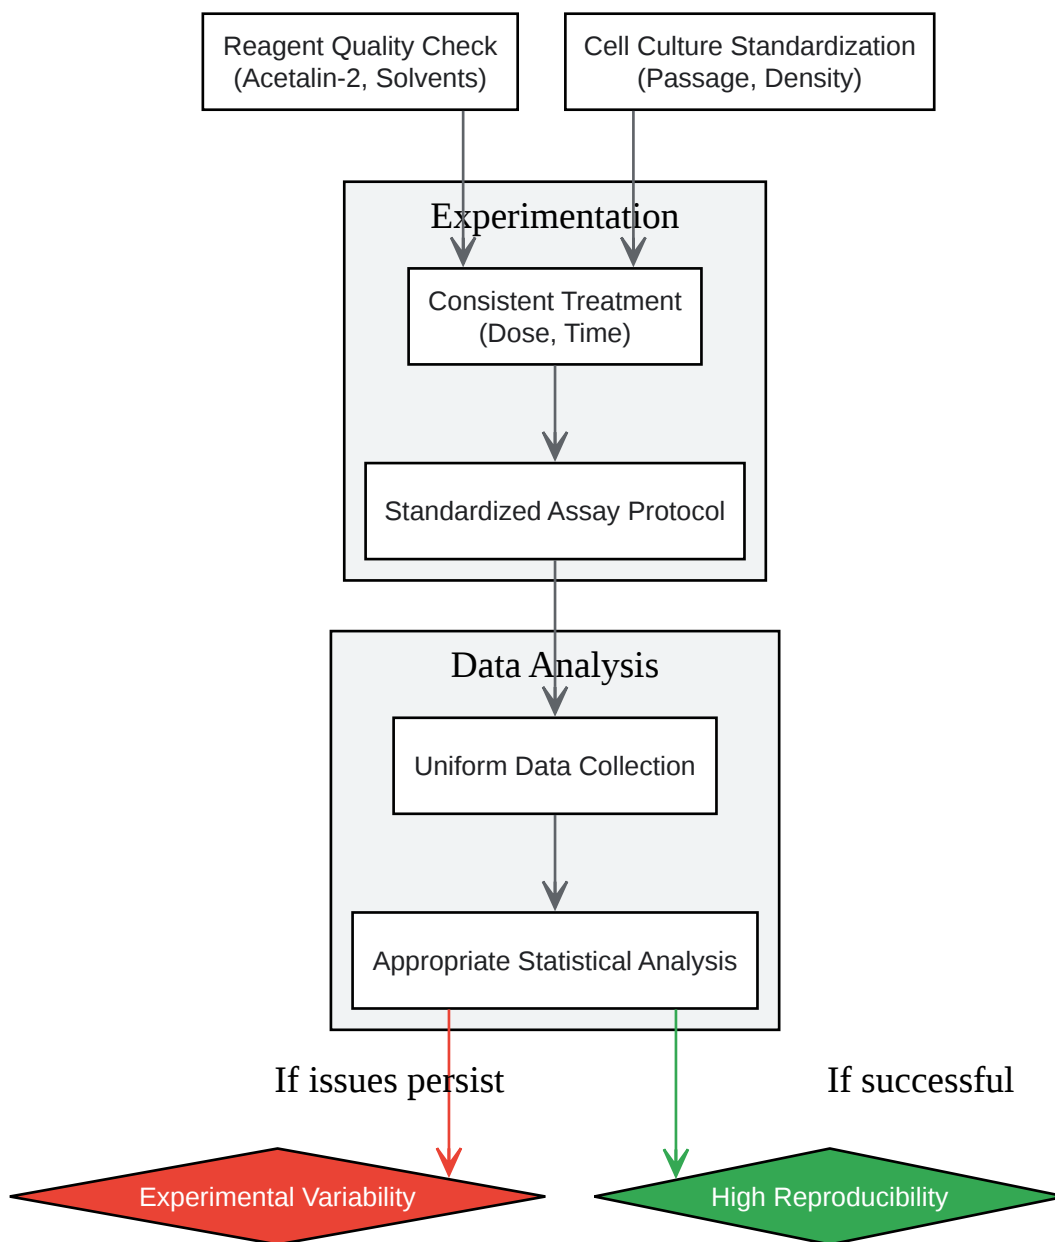 Reagent Quality Check
(Acetalin-2, Solvents)
Cell Culture Standardization
(Passage, Density)
Experimentation
Consistent Treatment
(Dose, Time)
Standardized Assay Protocol
Data Analysis
Uniform Data Collection
Appropriate Statistical Analysis
If issues persist
If successful
Experimental Variability
High Reproducibility